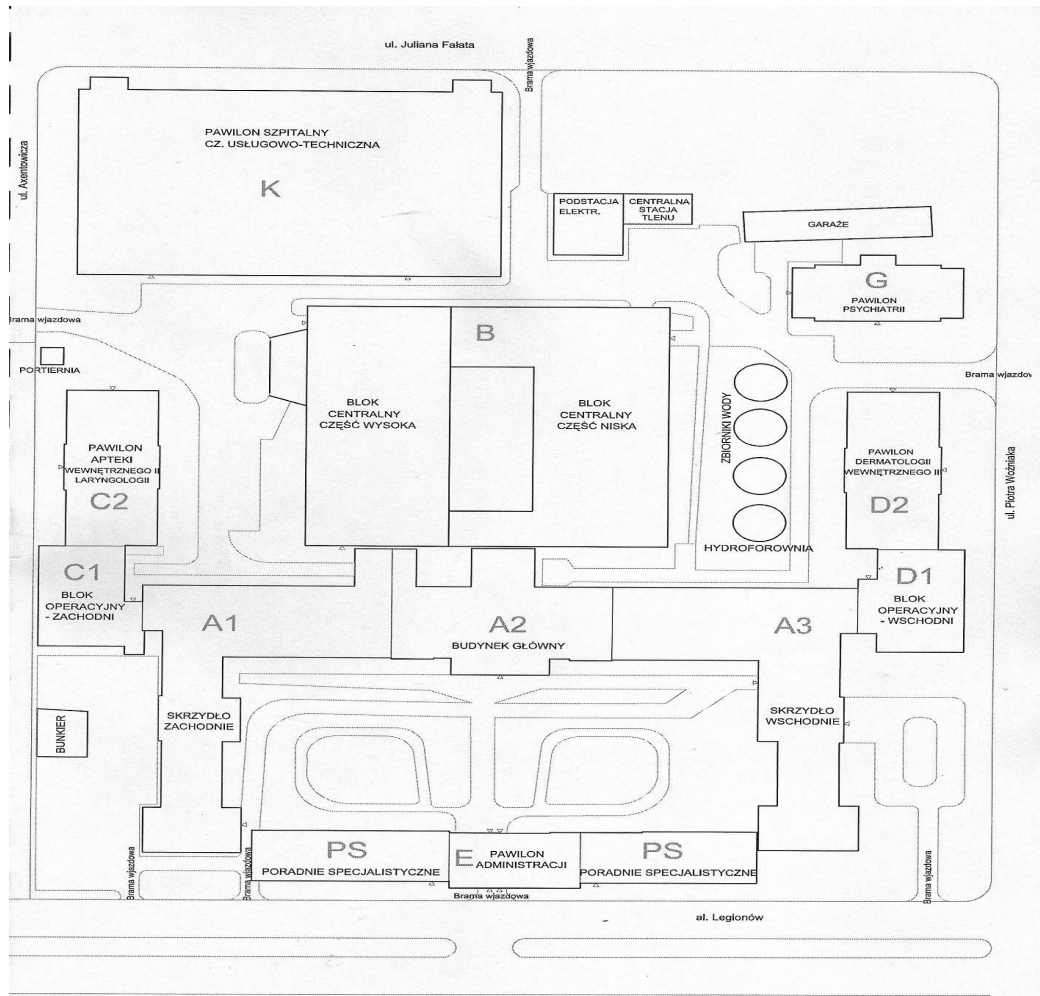 ul. Juliana Fałata
Brama wjazdowa
PAWILON SZPITALNY
CZ. USŁUGOWO-TECHNICZNA
K
ul. Axentowicza
PODSTACJA
ELEKTR.
CENTRALNA
STACJA
TLENU
GARAŻE
G
PAWILON
PSYCHIATRII
Brama wjazdowa
PORTIERNIA
B
BLOK
CENTRALNY
CZĘŚĆ WYSOKA
BLOK
CENTRALNY
CZĘŚĆ NISKA
ZBIORNIKI WODY
HYDROFOROWNIA
Brama wjazdov
PAWILON
APTEKI
WEWNĘTRZNEGO II
LARYNGOLOGII
C2
PAWILON
DERMATOLOGII
WEWNĘTRZNEGO II
D2
ul. Piotra Woźniaka
C1
BLOK
OPERACYJNY
- ZACHODNI
D1
BLOK
OPERACYJNY
- WSCHODNI
A1
A2
BUDYNEK GŁÓWNY
A3
SKRZYDŁO
ZACHODNIE
SKRZYDŁO
WSCHODNIE
BUNKIER
PS
PORADNIE SPECJALISTYCZNE
E
PAWILON
ADMINISTRACJI
PS
PORADNIE SPECJALISTYCZNE
Brama wjazdowa
Brama wjazdowa
Brama wjazdowa
Brama wjazdowa
al. Legionów